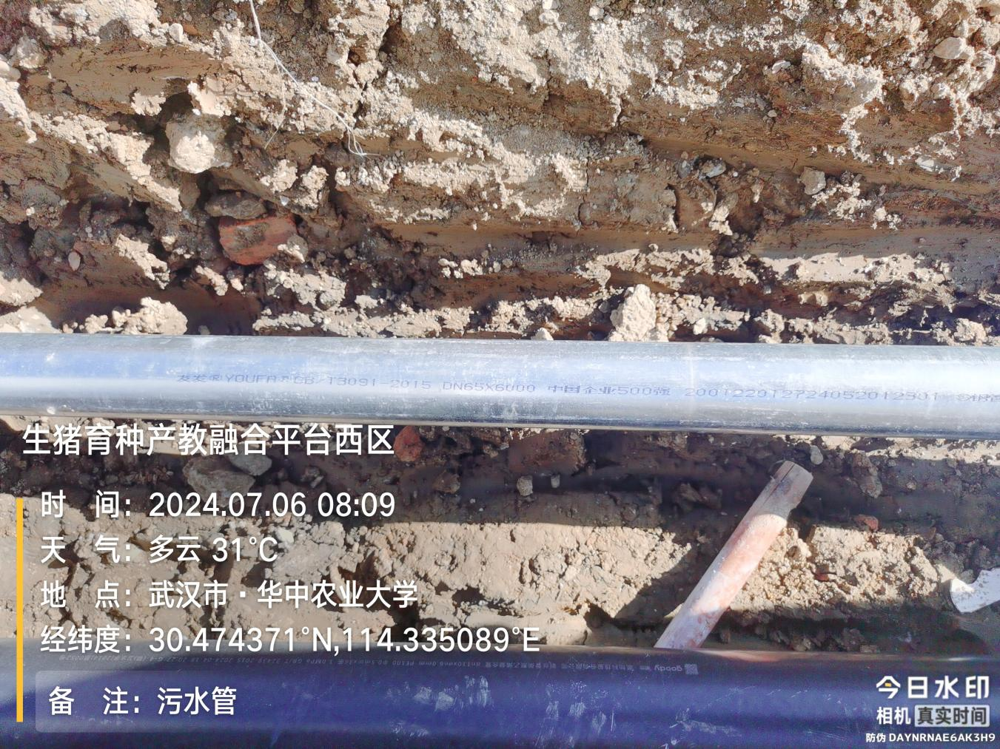 友发®YOUFA® GB/T3091-2015 DN65X6000 中国企业500强
生猪育种产教融合平台西区
时 间：2024.07.06 08:09
天 气：多云 31℃
地 点：武汉市·华中农业大学
经纬度：30.474371°N,114.335089°E
goody
备 注：污水管
今日水印
相机 真实时间
防伪 DAYNRNAE6AK3H9